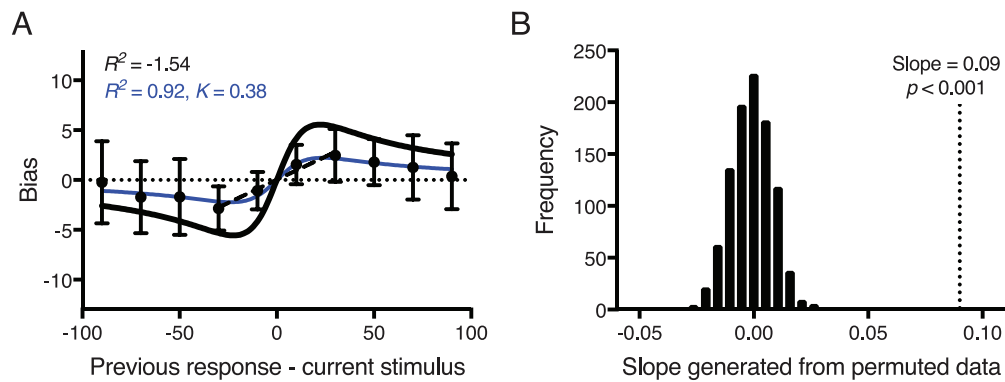 A
R² = -1.54
R² = 0.92, K = 0.38
Bias
10
5
0
-5
-10
-100
-50
0
50
100
Previous response - current stimulus
B
Slope = 0.09
p < 0.001
Frequency
250
200
150
100
50
0
-0.05
0.00
0.05
0.10
Slope generated from permuted data